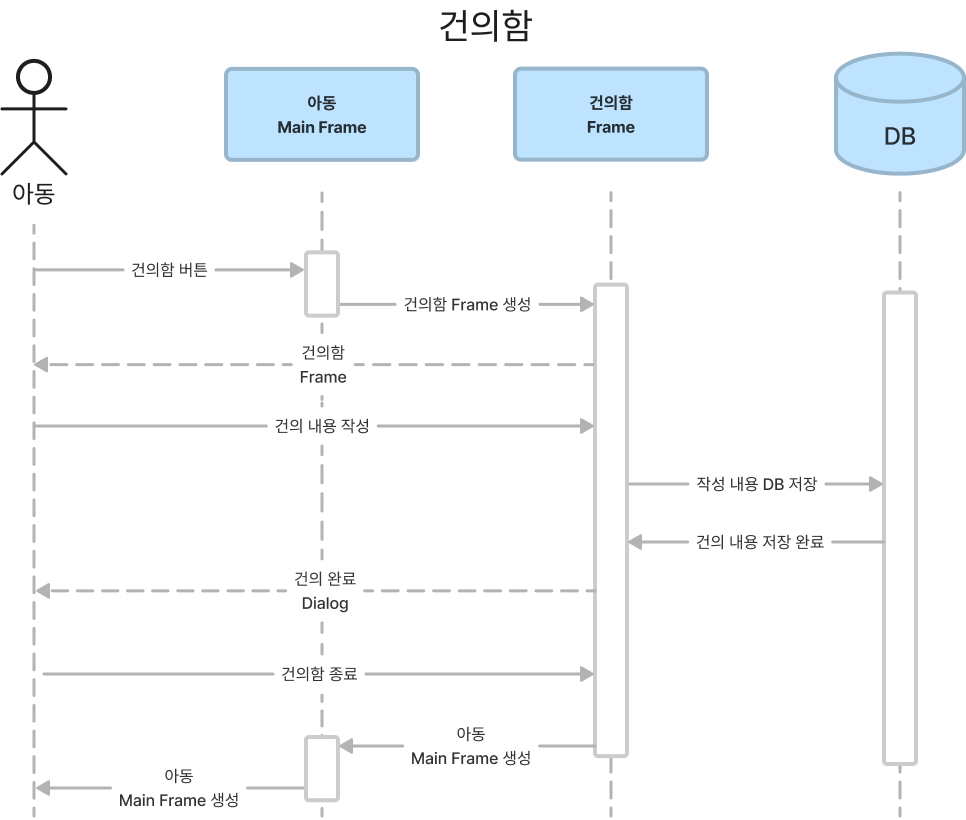 건의함
아동
Main Frame
건의함
Frame
DB
아동
건의함 버튼
건의함 Frame 생성
건의함
Frame
건의 내용 작성
작성 내용 DB 저장
건의 내용 저장 완료
건의 완료
Dialog
건의함 종료
아동
Main Frame 생성
아동
Main Frame 생성